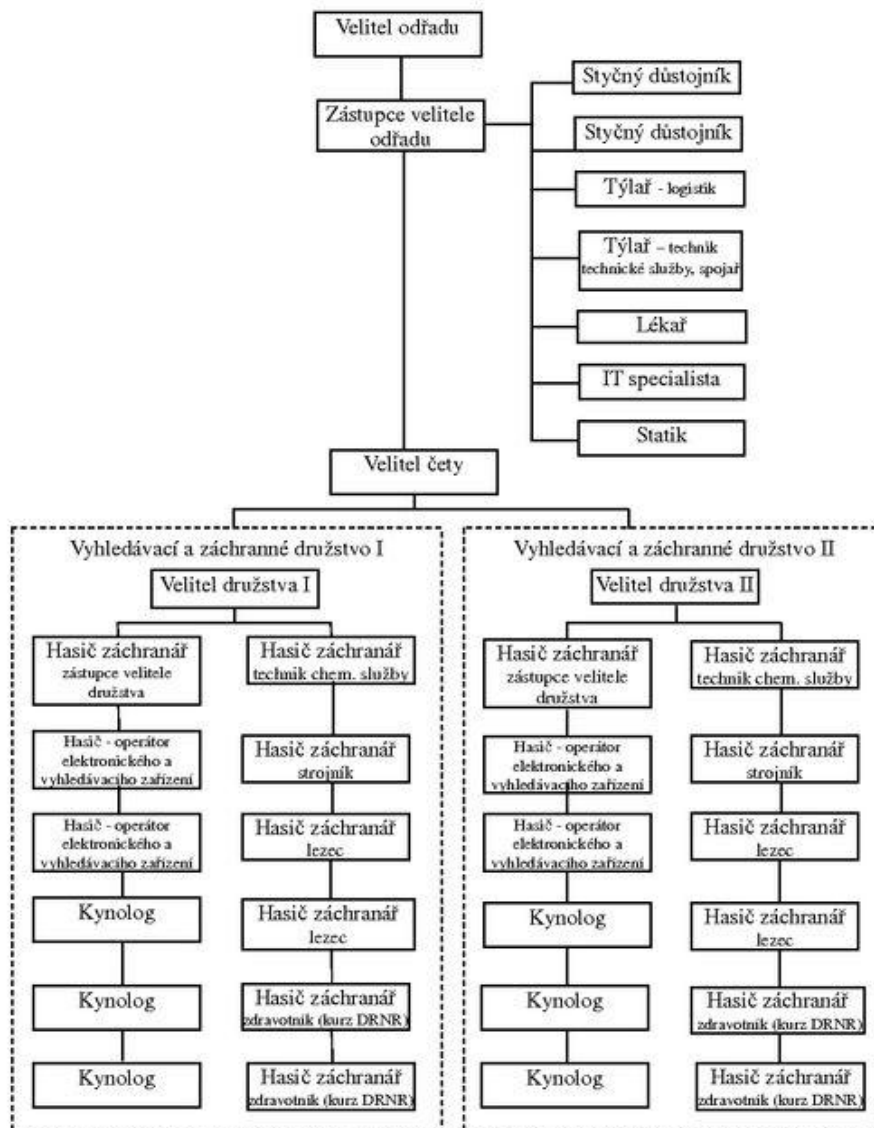 Velitel odřadu
Zástupce velitele
odřadu
Styčný důstojník
Styčný důstojník
Týlař - logistik
Týlař – technik
technické služby, spojař
Lékař
IT specialista
Statik
Velitel čety
Vyhledávací a záchranné družstvo I
Velitel družstva I
Hasič záchranář
zástupce velitele
družstva
Hasič - operátor
elektronického a
vyhledávacího zařízení
Hasič - operátor
elektronického a
vyhledávacího zařízení
Kynolog
Kynolog
Kynolog
Hasič záchranář
technik chem. služby
Hasič záchranář
strojník
Hasič záchranář
lezec
Hasič záchranář
lezec
Hasič záchranář
zdravotník (kurz DRNR)
Hasič záchranář
zdravotník (kurz DRNR)
Vyhledávací a záchranné družstvo II
Velitel družstva II
Hasič záchranář
zástupce velitele
družstva
Hasič - operátor
elektronického a
vyhledávacího zařízení
Hasič - operátor
elektronického a
vyhledávacího zařízení
Kynolog
Kynolog
Kynolog
Hasič záchranář
technik chem. služby
Hasič záchranář
strojník
Hasič záchranář
lezec
Hasič záchranář
lezec
Hasič záchranář
zdravotník (kurz DRNR)
Hasič záchranář
zdravotník (kurz DRNR)